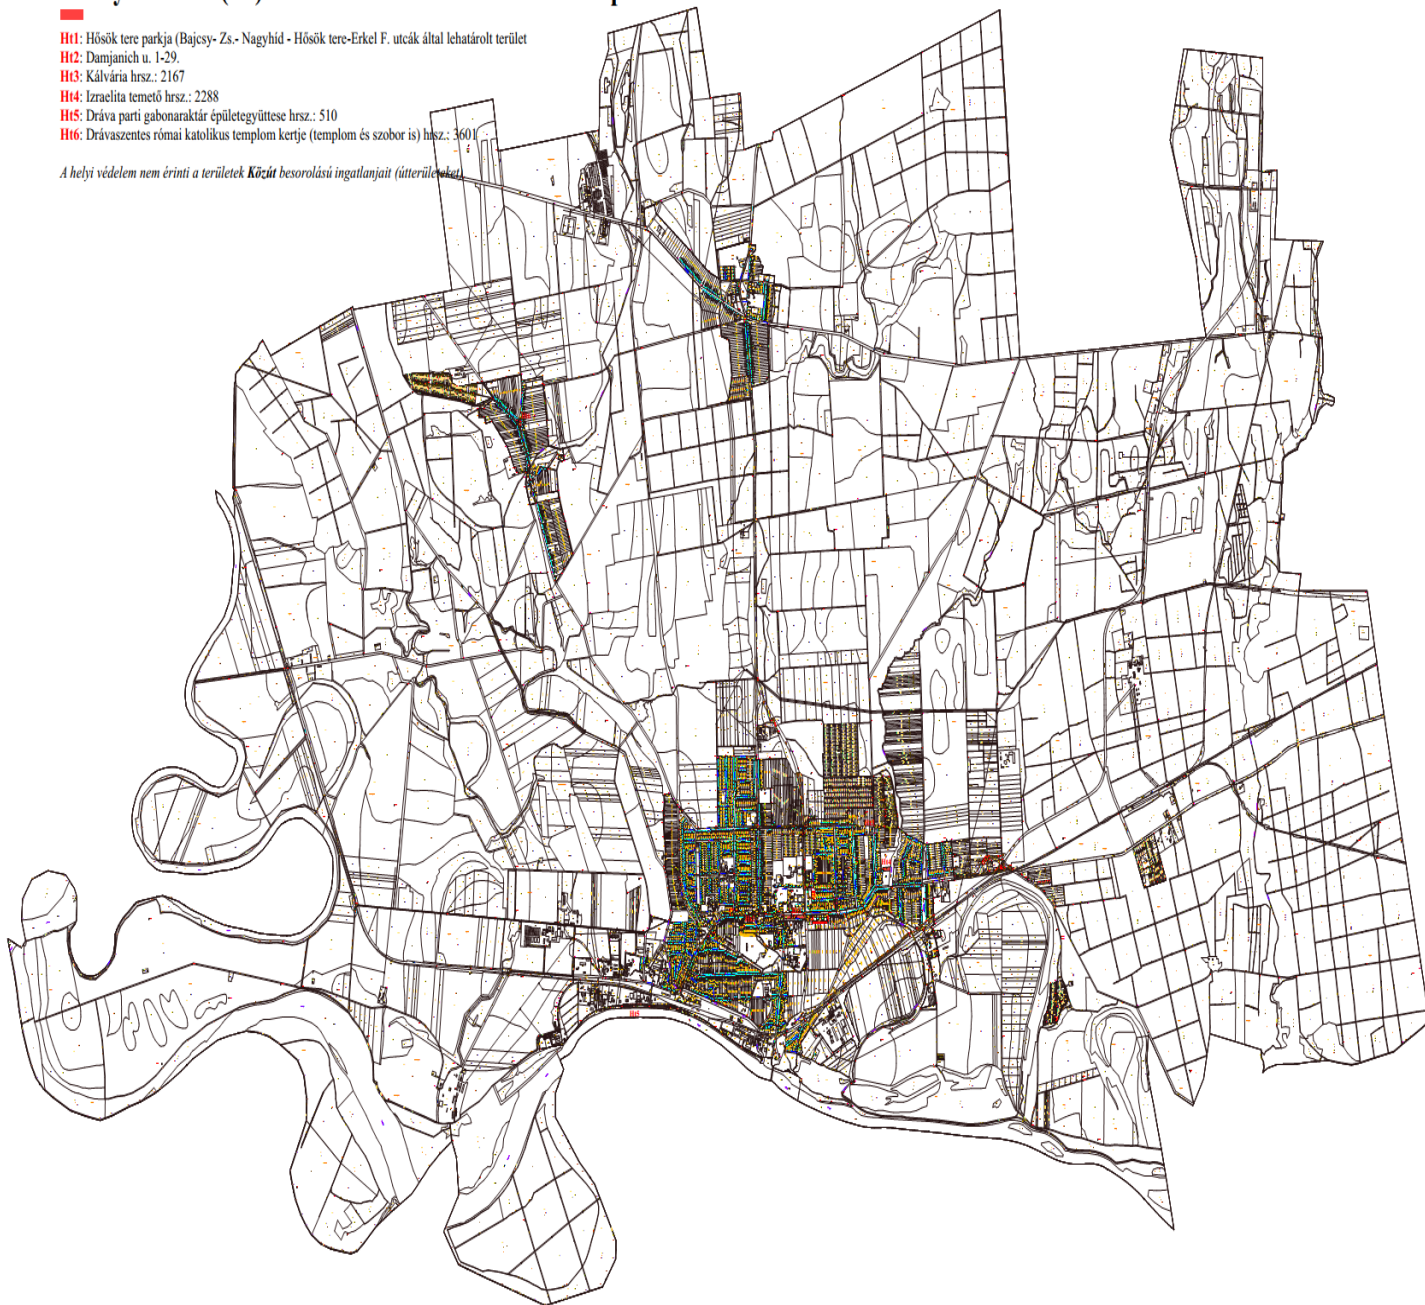 Ht1: Hősök tere parkja (Bajcsy- Zs.- Nagyhíd - Hősök tere-Erkel F. utcák által lehatárolt terület
Ht2: Damjanich u. 1-29.
Ht3: Kálvária hrsz.: 2167
Ht4: Izraelita temető hrsz.: 2288
Ht5: Dráva parti gabonaraktár épületegyüttese hrsz.: 510
Ht6: Drávaszentes római katolikus templom kertje (templom és szobor is) hrsz.: 3601
A helyi védelem nem érinti a területek Közút besorolású ingatlanjait (útterületeket)
Ht4
Ht5